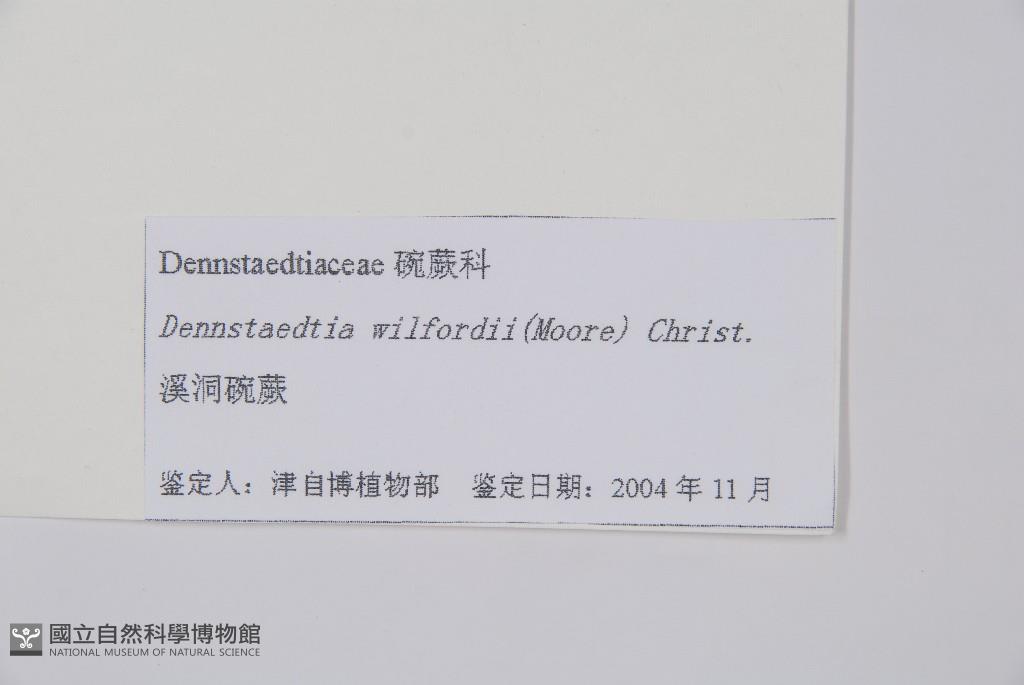 Dennstaedtiaceae 碗蕨科
Dennstaedtia wilfordii(Moore) Christ.
溪洞碗蕨
鉴定人：津自博植物部 鉴定日期：2004 年 11 月
國立自然科學博物館
NATIONAL MUSEUM OF NATURAL SCIENCE